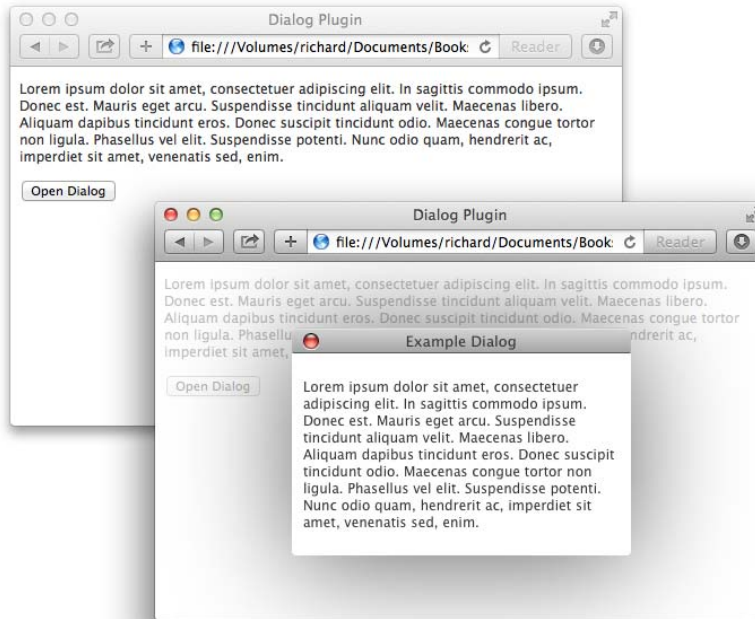 Dialog Plugin
file:///Volumes/richard/Documents/Book:
Reader
Lorem ipsum dolor sit amet, consectetuer adipiscing elit. In sagittis commodo ipsum.
Donec est. Mauris eget arcu. Suspendisse tincidunt aliquam velit. Maecenas libero.
Aliquam dapibus tincidunt eros. Donec suscipit tincidunt odio. Maecenas congue tortor
non ligula. Phasellus vel elit. Suspendisse potenti. Nunc odio quam, hendrerit ac,
imperdiet sit amet, venenatis sed, enim.
Open Dialog
Dialog Plugin
file:///Volumes/richard/Documents/Book:
Reader
Lorem ipsum dolor sit amet, consectetuer adipiscing elit. In sagittis commodo ipsum.
Donec est. Mauris eget arcu. Suspendisse tincidunt aliquam velit. Maecenas libero.
Aliquam dapibus tincidunt eros. Donec suscipit tincidunt odio. Maecenas congue tortor
non ligula. Phasellu ndrerit ac,
imperdiet sit amet,
Open Dialog
Example Dialog
Lorem ipsum dolor sit amet, consectetuer
adipiscing elit. In sagittis commodo ipsum.
Donec est. Mauris eget arcu. Suspendisse
tincidunt aliquam velit. Maecenas libero.
Aliquam dapibus tincidunt eros. Donec suscipit
tincidunt odio. Maecenas congue tortor non
ligula. Phasellus vel elit. Suspendisse potenti.
Nunc odio quam, hendrerit ac, imperdiet sit
amet, venenatis sed, enim.